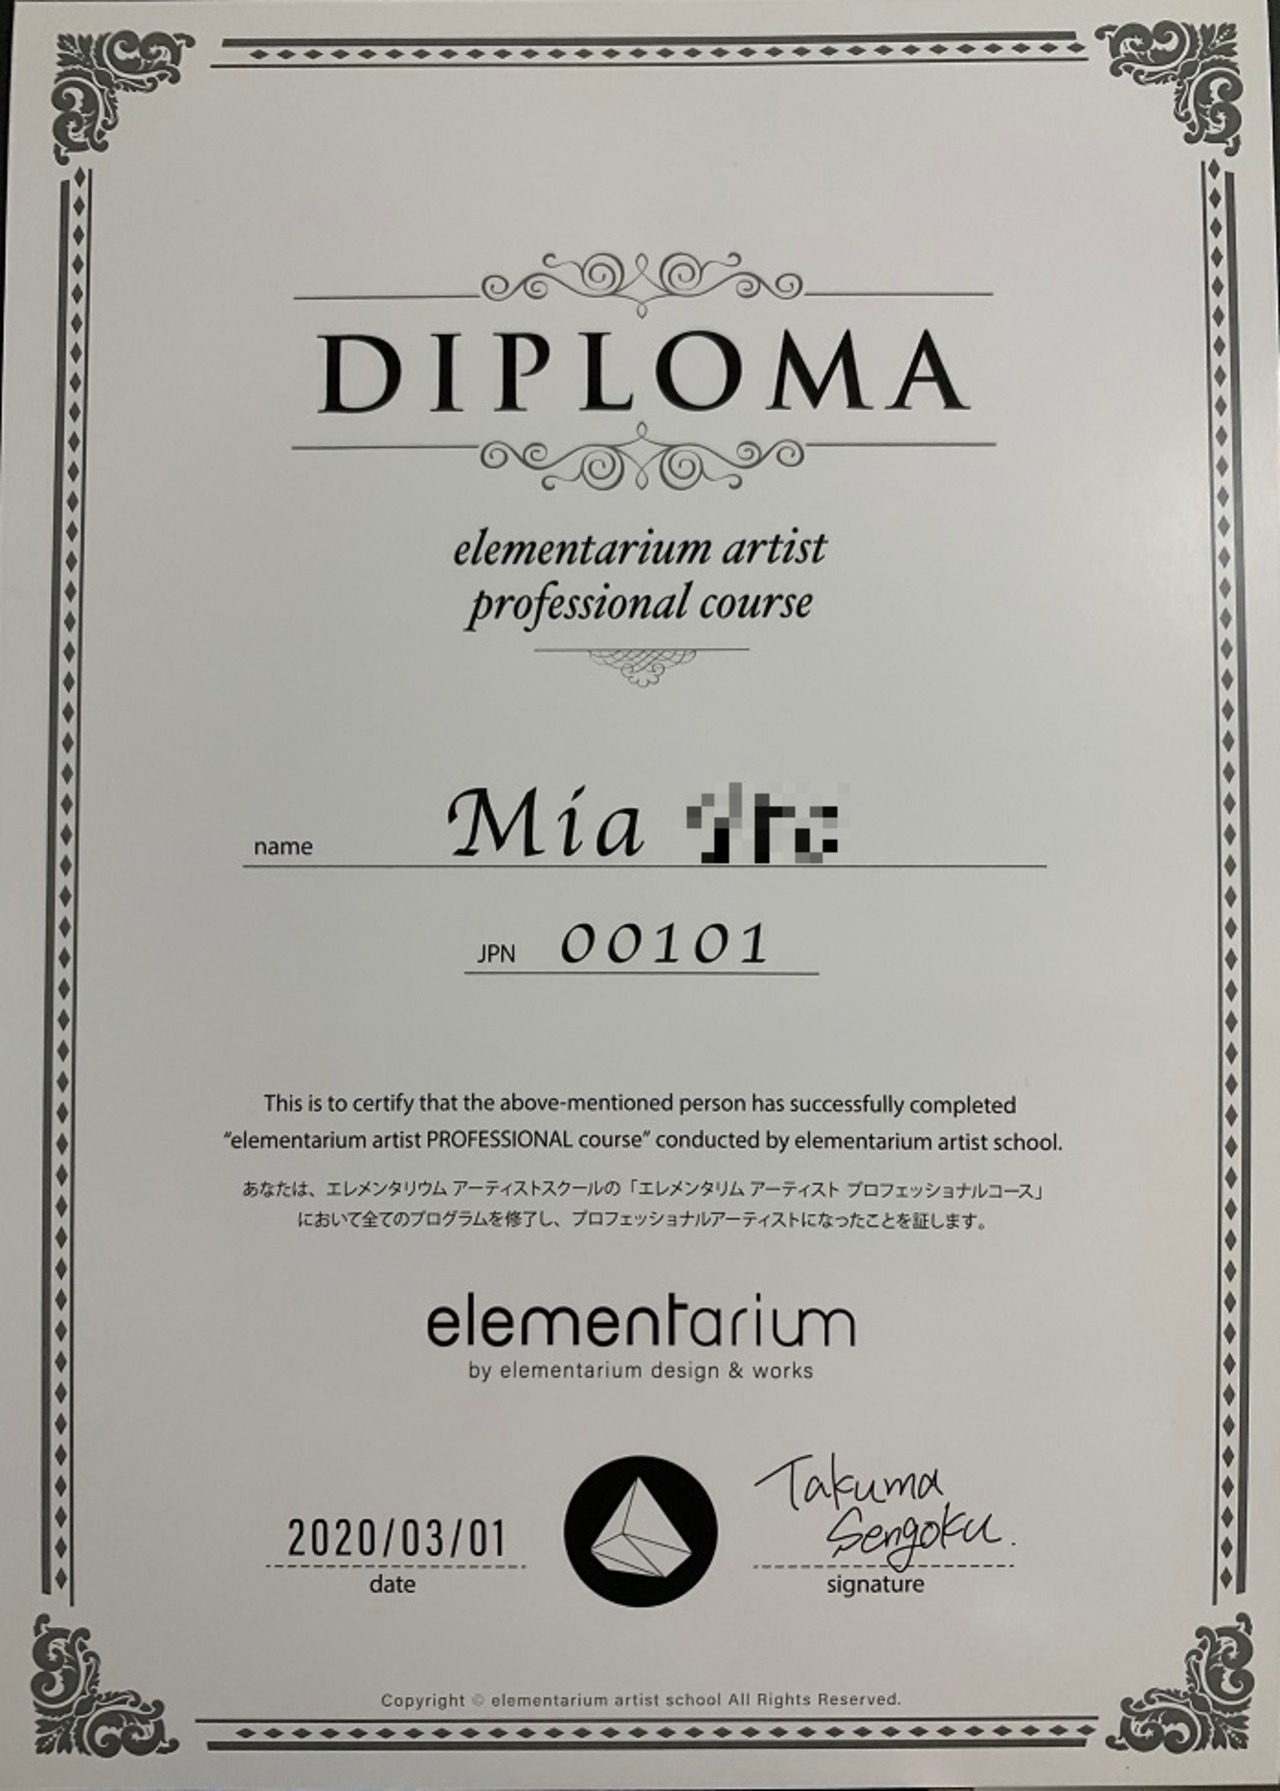 DIPLOMA
elementarium artist
professional course
name Mia
JPN 00101
This is to certify that the above-mentioned person has successfully completed
“elementarium artist PROFESSIONAL course” conducted by elementarium artist school.
あなたは、エレメンタリウム アーティストスクールの「エレメンタリム アーティスト プロフェッショナルコース」
において全てのプログラムを修了し、プロフェッショナルアーティストになったことを証します。
elementarium
by elementarium design & works
Takuma
Sengoku.
2020/03/01
date
signature
Copyright © elementarium artist school All Rights Reserved.